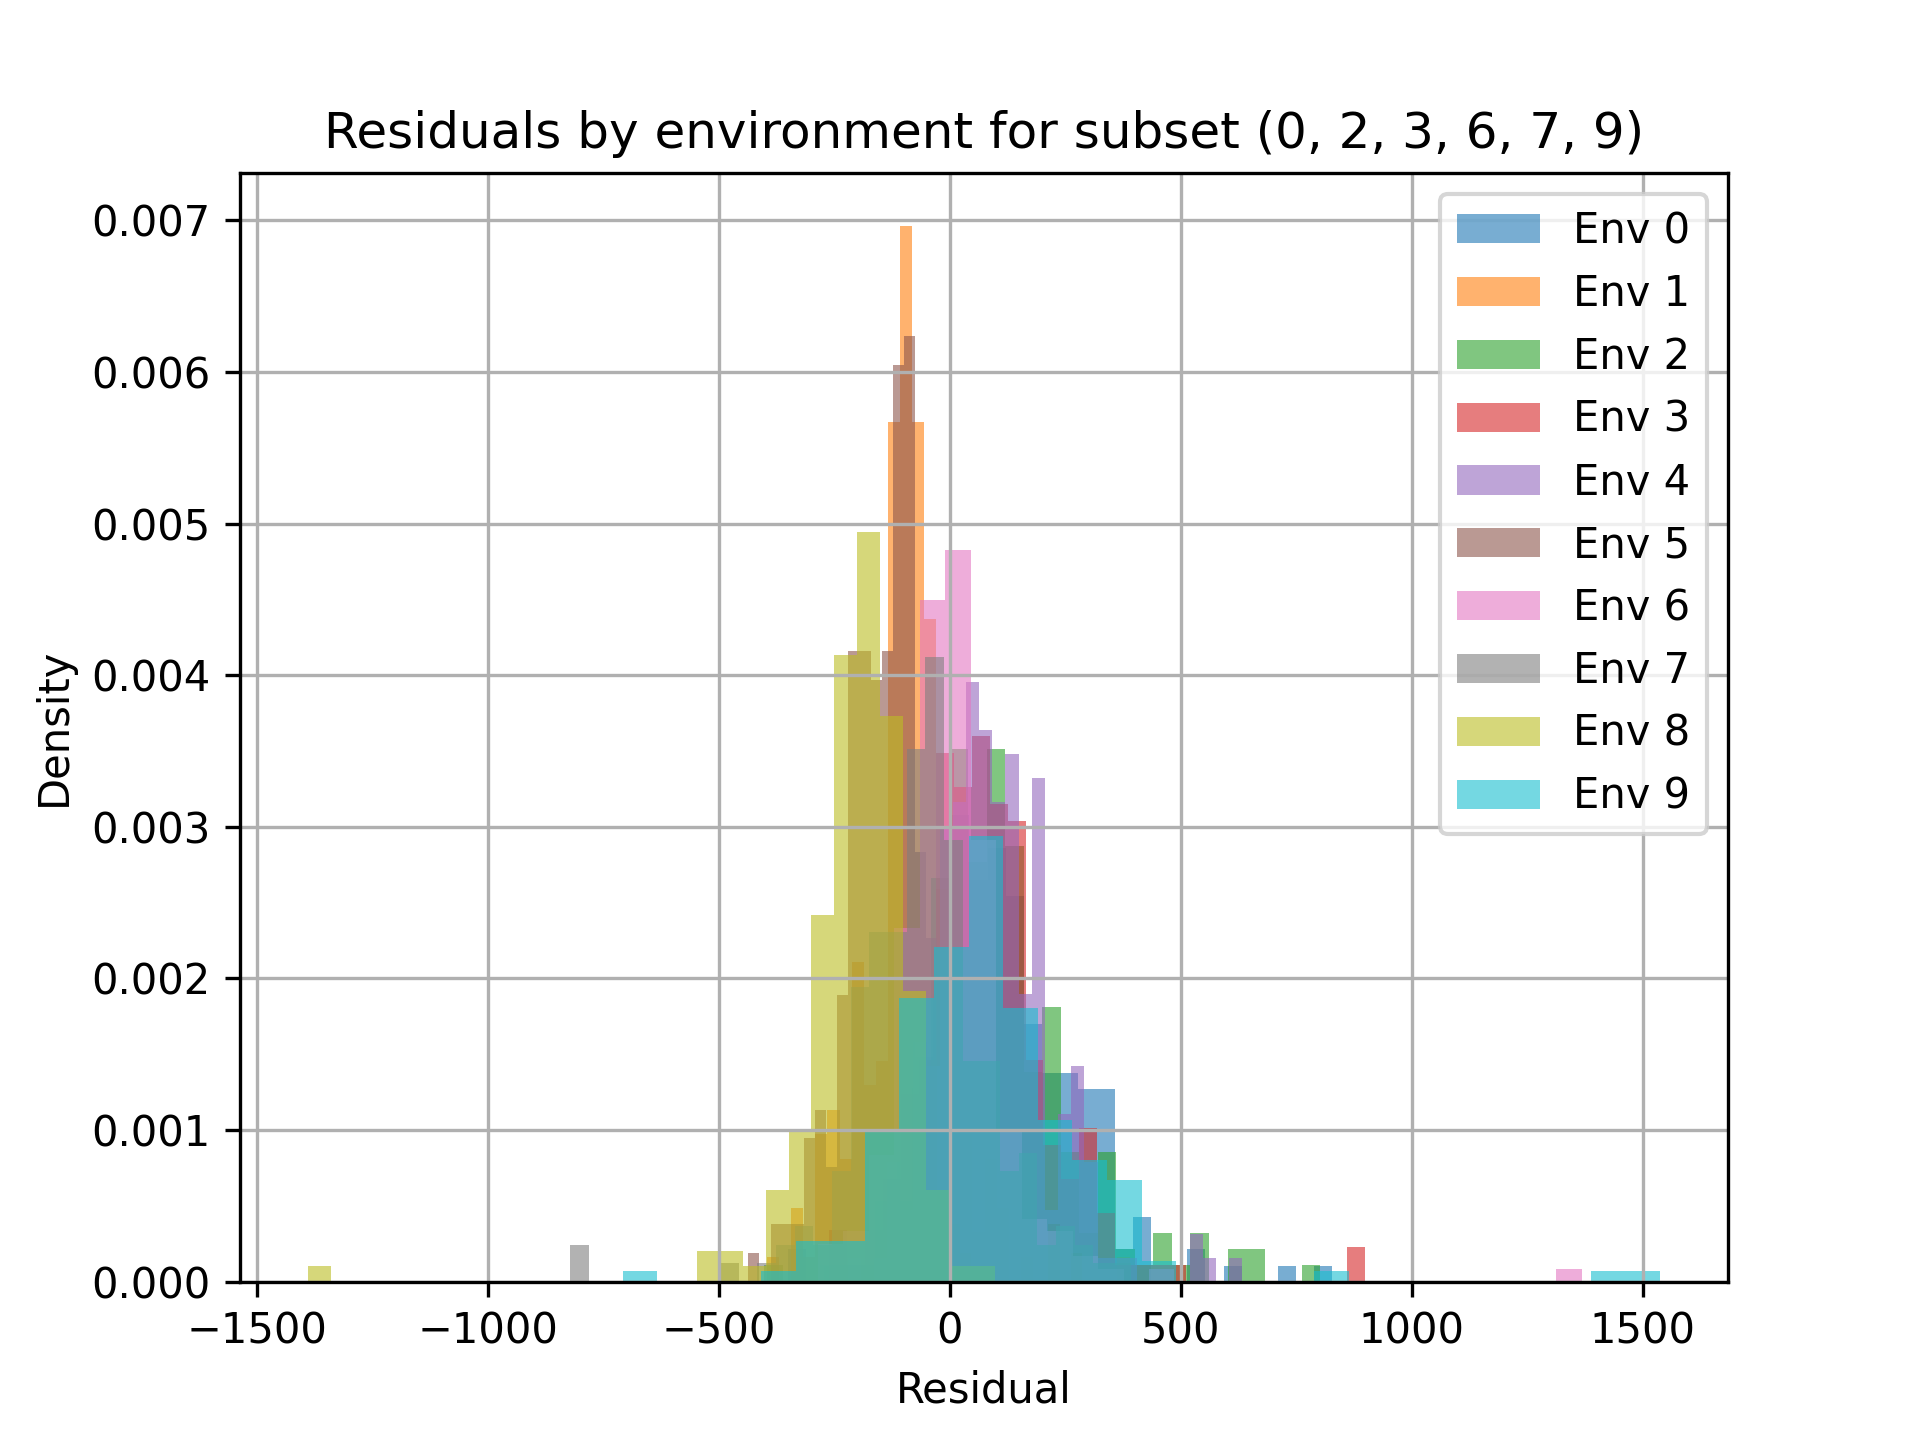 Residuals by environment for subset (0, 2, 3, 6, 7, 9)
0.007
0.006
0.005
0.004
0.003
0.002
0.001
0.000
Density
−1500
−1000
−500
0
500
1000
1500
Residual
Env 0
Env 1
Env 2
Env 3
Env 4
Env 5
Env 6
Env 7
Env 8
Env 9